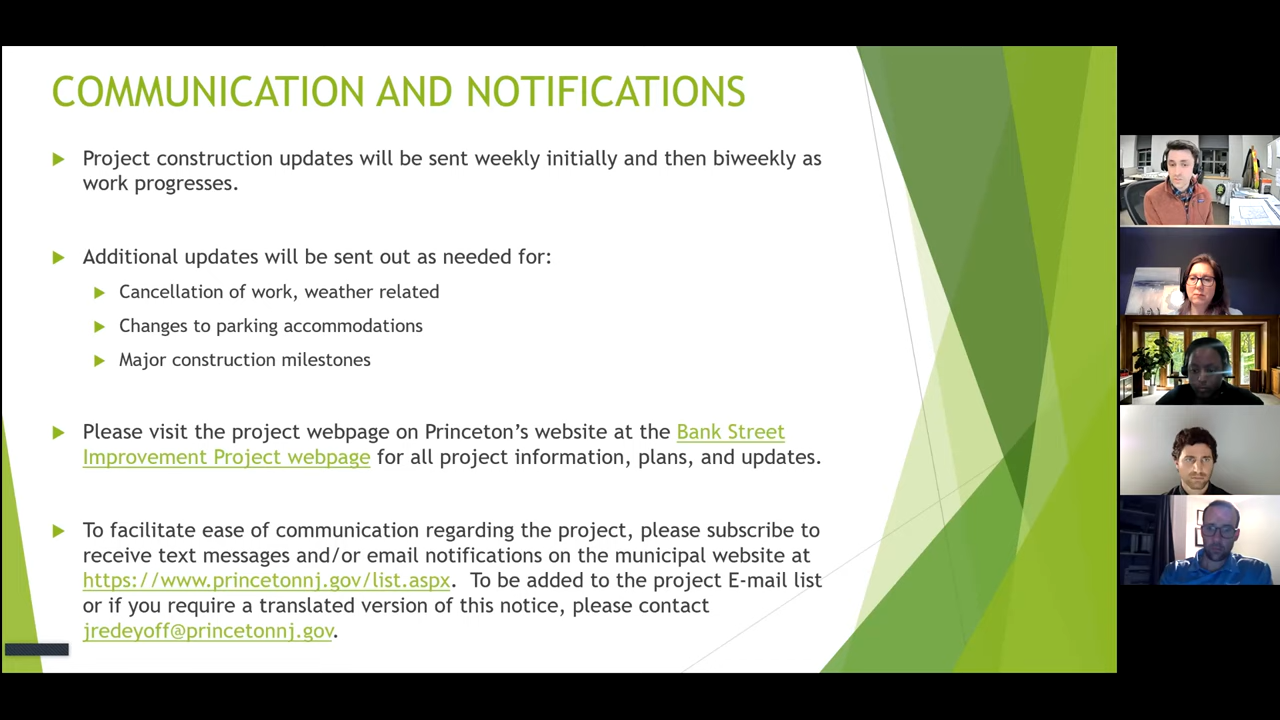 COMMUNICATION AND NOTIFICATIONS
Project construction updates will be sent weekly initially and then biweekly as
work progresses.
Additional updates will be sent out as needed for:
Cancellation of work, weather related
Changes to parking accommodations
Major construction milestones
Please visit the project webpage on Princeton’s website at the Bank Street
Improvement Project webpage for all project information, plans, and updates.
To facilitate ease of communication regarding the project, please subscribe to
receive text messages and/or email notifications on the municipal website at
https://www.princetonnj.gov/list.aspx. To be added to the project E-mail list
or if you require a translated version of this notice, please contact
jredeyoff@princetonnj.gov.